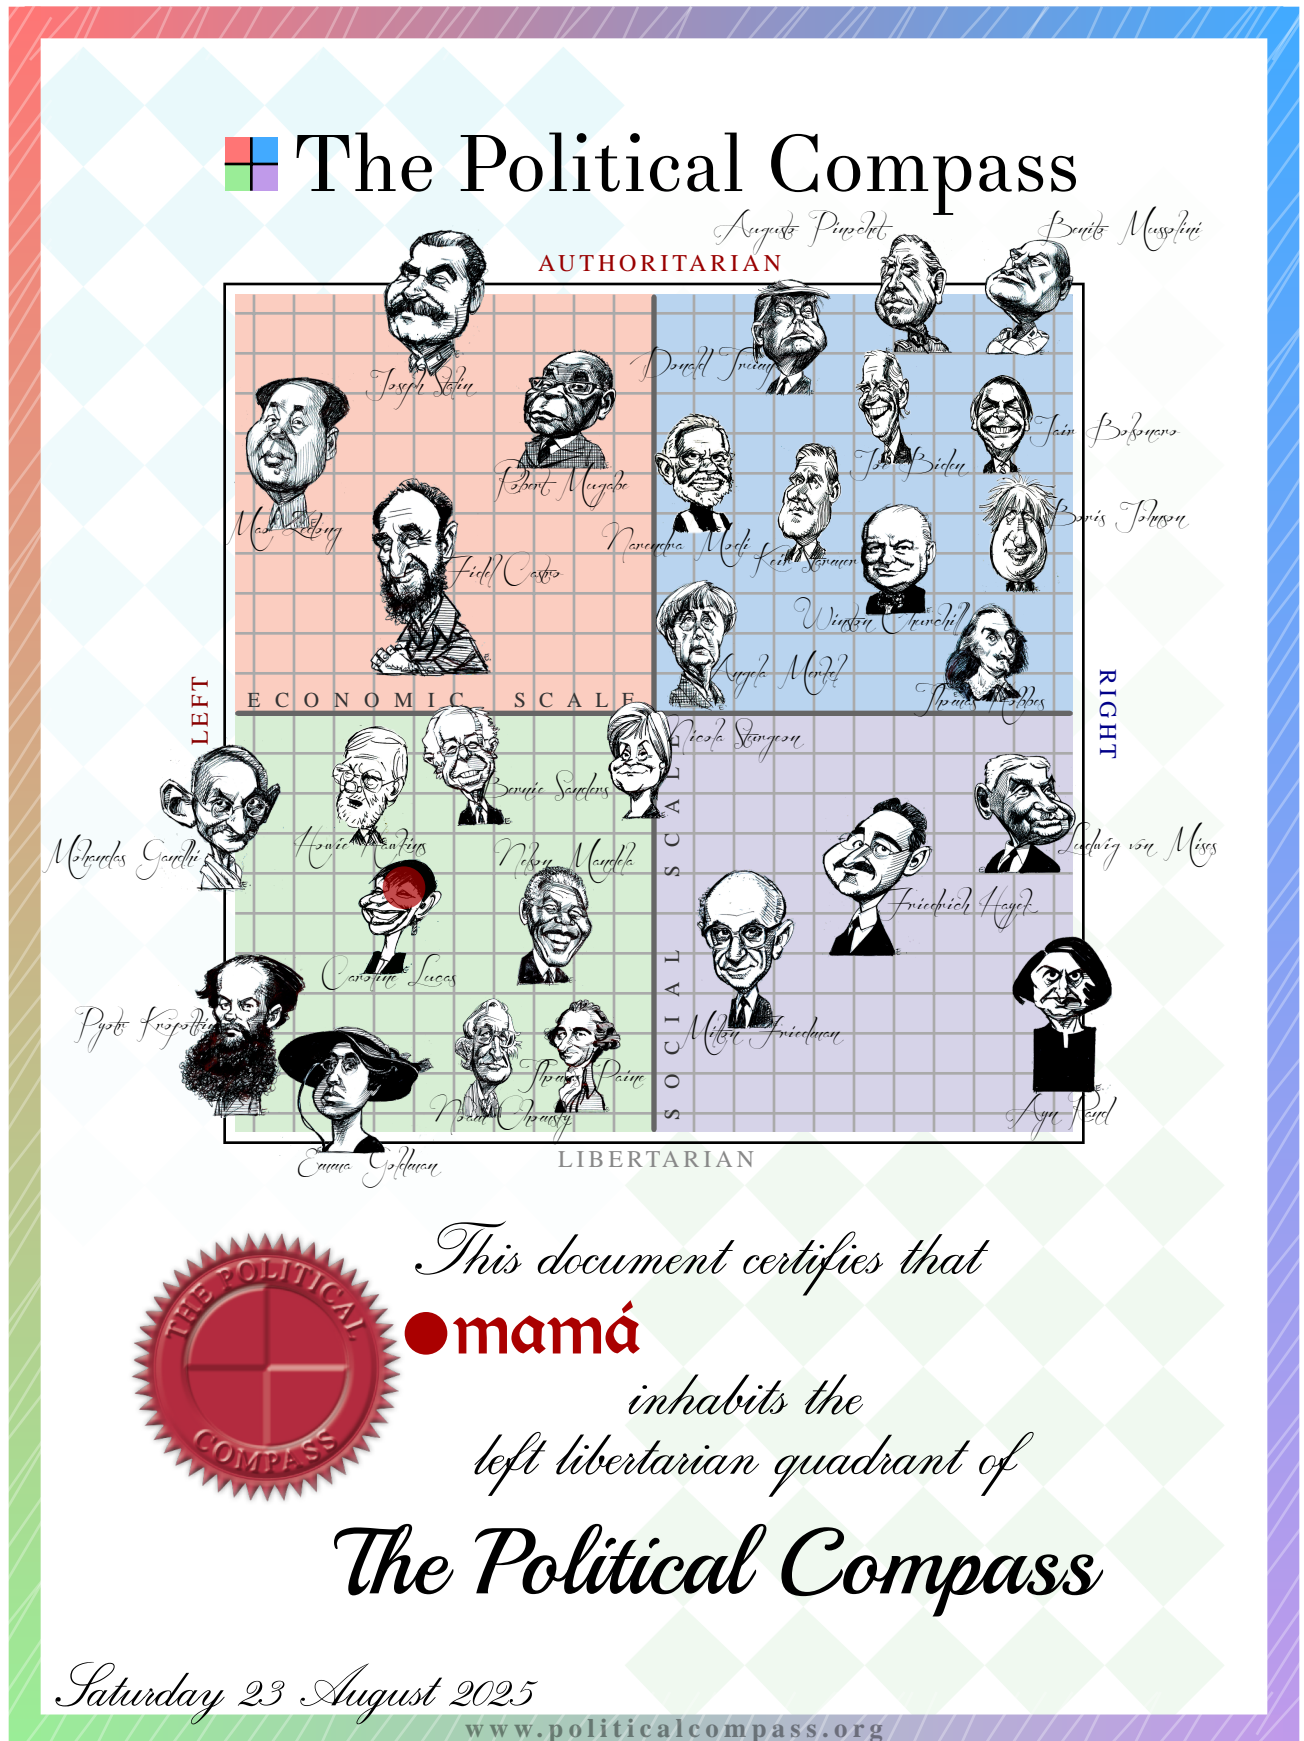 The Political Compass
Augusto Pinochet
Benito Mussolini
AUTHORITARIAN
Donald Trump
Joseph Stalin
Jair Bolsonaro
Joe Biden
Robert Mugabe
Mao Zedong
Boris Johnson
Narendra Modi
Keir Starmer
Fidel Castro
Winston Churchill
Angela Merkel
Thomas Hobbes
LEFT
ECONOMIC SCALE
RIGHT
Nicola Sturgeon
Bernie Sanders
Howie Hawkins
Mohandas Gandhi
Nelson Mandela
Ludwig von Mises
SOCIAL SCALE
Friedrich Hayek
Caroline Lucas
Pyotr Kropotkin
Milton Friedman
Thomas Paine
Noam Chomsky
Ayn Rand
Emma Goldman
LIBERTARIAN
This document certifies that
mamá
inhabits the
left libertarian quadrant of
The Political Compass
THE POLITICAL
COMPASS
Saturday 23 August 2025
www.politicalcompass.org